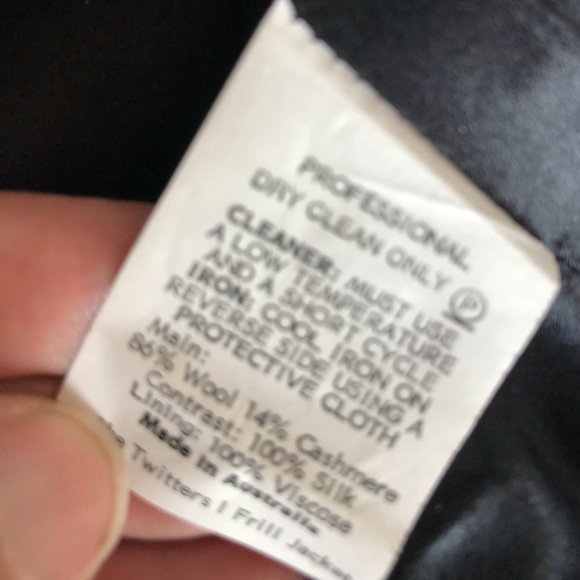 PROFESSIONAL
DRY CLEAN ONLY P
CLEANER: MUST USE
A LOW TEMPERATURE
AND A SHORT CYCLE
IRON: COOL IRON ON
REVERSE SIDE USING A
PROTECTIVE CLOTH
Main:
86% Wool 14% Cashmere
Contrast: 100% Silk
Lining: 100% Viscose
Made in Australia
Twitters | Frill Jacket